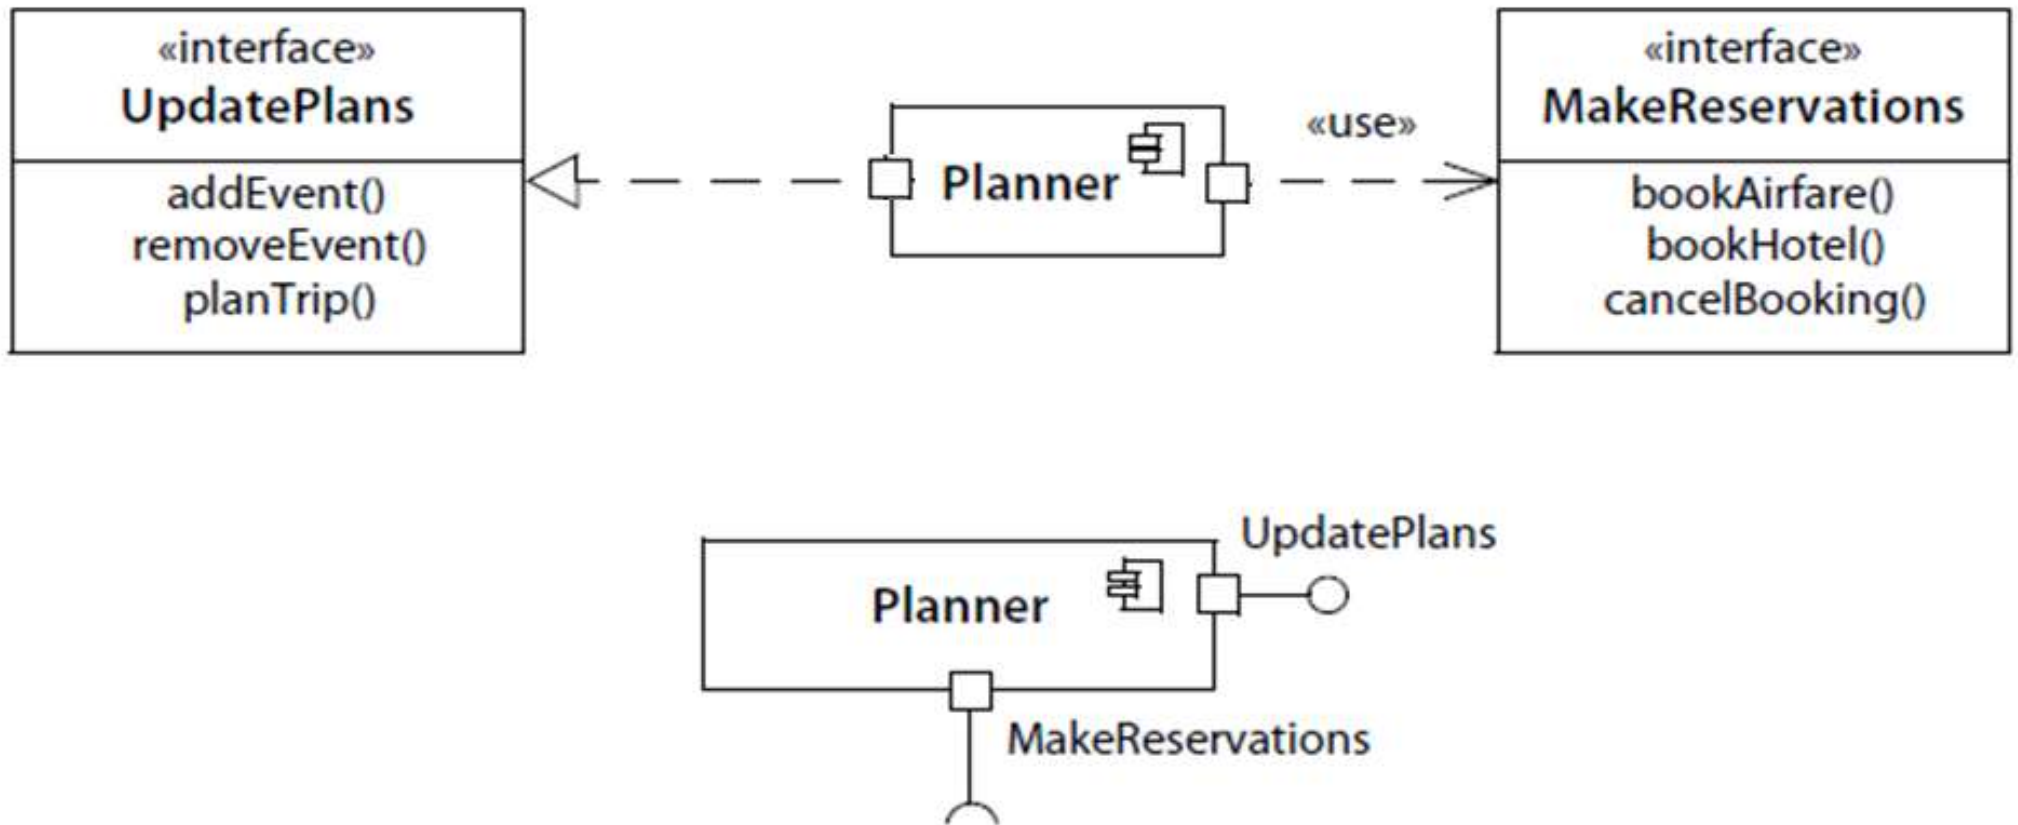 «interface»
UpdatePlans
addEvent()
removeEvent()
planTrip()
Planner
«use»
«interface»
MakeReservations
bookAirfare()
bookHotel()
cancelBooking()
UpdatePlans
Planner
MakeReservations